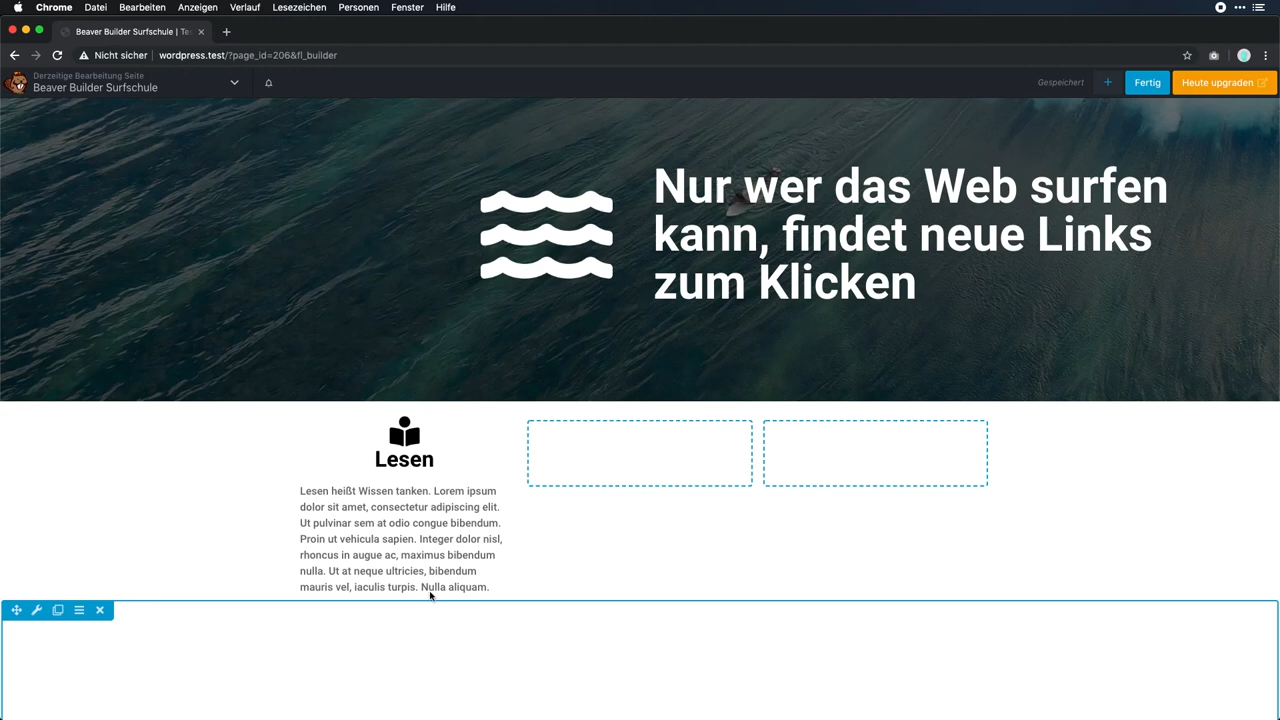 Chrome Datei Bearbeiten Anzeigen Verlauf Lesezeichen Personen Fenster Hilfe
Beaver Builder Surfschule | Te
Nicht sicher wordpress.test/?page_id=206&fl_builder
Derzeitige Bearbeitung Seite
Beaver Builder Surfschule
Gespeichert
Fertig
Heute upgraden
Nur wer das Web surfen
kann, findet neue Links
zum Klicken
Lesen
Lesen heißt Wissen tanken. Lorem ipsum
dolor sit amet, consectetur adipiscing elit.
Ut pulvinar sem at odio congue bibendum.
Proin ut vehicula sapien. Integer dolor nisl,
rhoncus in augue ac, maximus bibendum
nulla. Ut at neque ultricies, bibendum
mauris vel, iaculis turpis. Nulla aliquam.